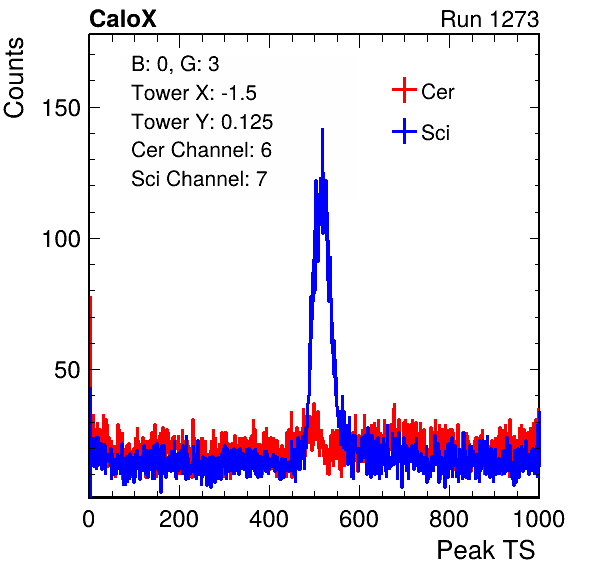 CaloX Run 1273
Counts
B: 0, G: 3
Tower X: -1.5
Tower Y: 0.125
Cer Channel: 6
Sci Channel: 7
Cer
Sci
150
100
50
0 200 400 600 800 1000
Peak TS